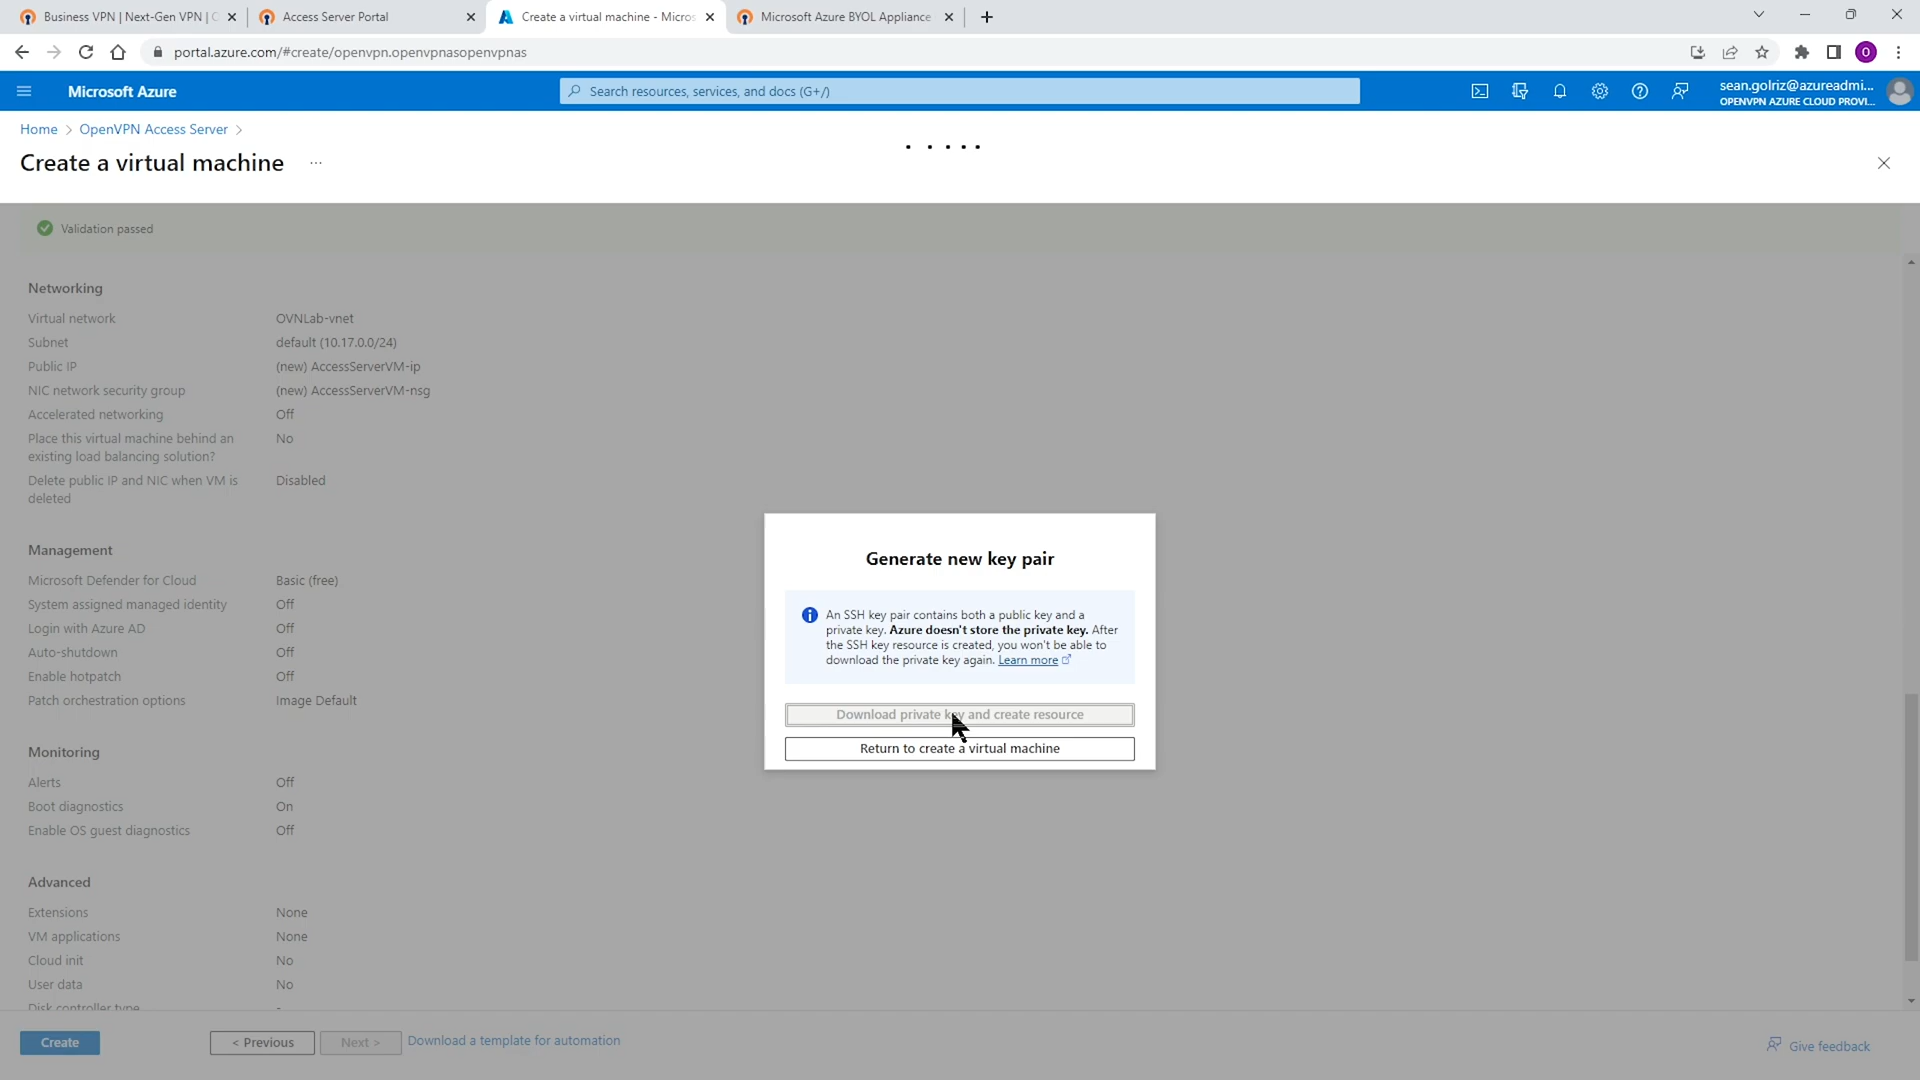 Business VPN | Next-Gen VPN |
Access Server Portal
Create a virtual machine - Micros
Microsoft Azure BYOL Appliance
portal.azure.com/#create/openvpn.openvpnasopenvpnas
O
Microsoft Azure
Search resources, services, and docs (G+/)
sean.golriz@azureadmi...
OPENVPN AZURE CLOUD PROVI...
Home > OpenVPN Access Server >
Create a virtual machine ...
Validation passed
Networking
Virtual network OVNLab-vnet
Subnet default (10.17.0.0/24)
Public IP (new) AccessServerVM-ip
NIC network security group (new) AccessServerVM-nsg
Accelerated networking Off
Place this virtual machine behind an No
existing load balancing solution?
Delete public IP and NIC when VM is Disabled
deleted
Management
Microsoft Defender for Cloud Basic (free)
System assigned managed identity Off
Login with Azure AD Off
Auto-shutdown Off
Enable hotpatch Off
Patch orchestration options Image Default
Monitoring
Alerts Off
Boot diagnostics On
Enable OS guest diagnostics Off
Advanced
Extensions None
VM applications None
Cloud init No
User data No
Disk controller type -
Generate new key pair
An SSH key pair contains both a public key and a
private key. Azure doesn't store the private key. After
the SSH key resource is created, you won't be able to
download the private key again. Learn more
Download private key and create resource
Return to create a virtual machine
Create
< Previous
Next >
Download a template for automation
Give feedback